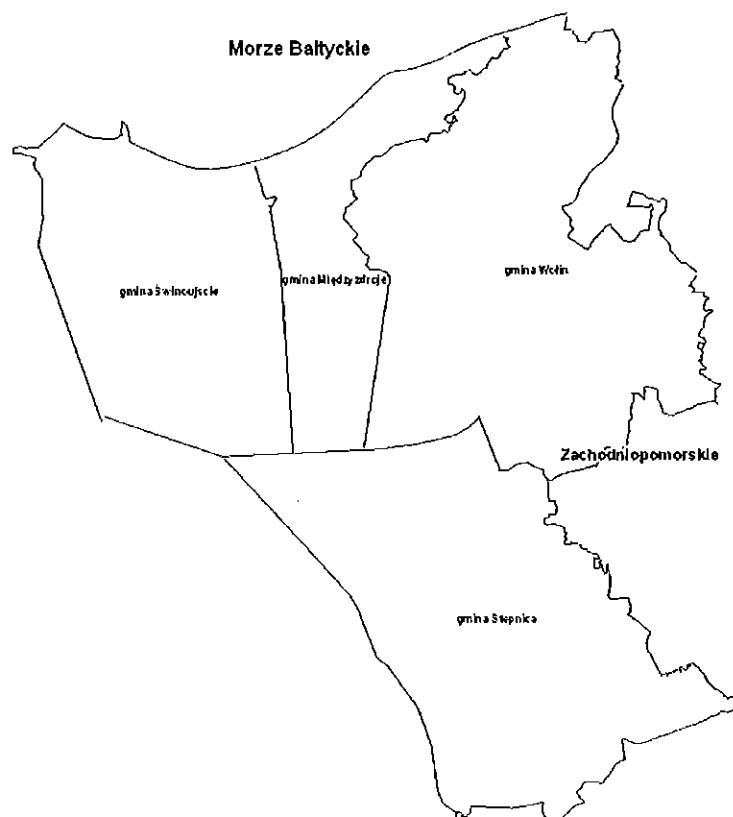 Morze Bałtyckie
gmina Świnoujście
gmina Międzyzdroje
gmina Wolin
Zachodniopomorskie
gmina Stepnica